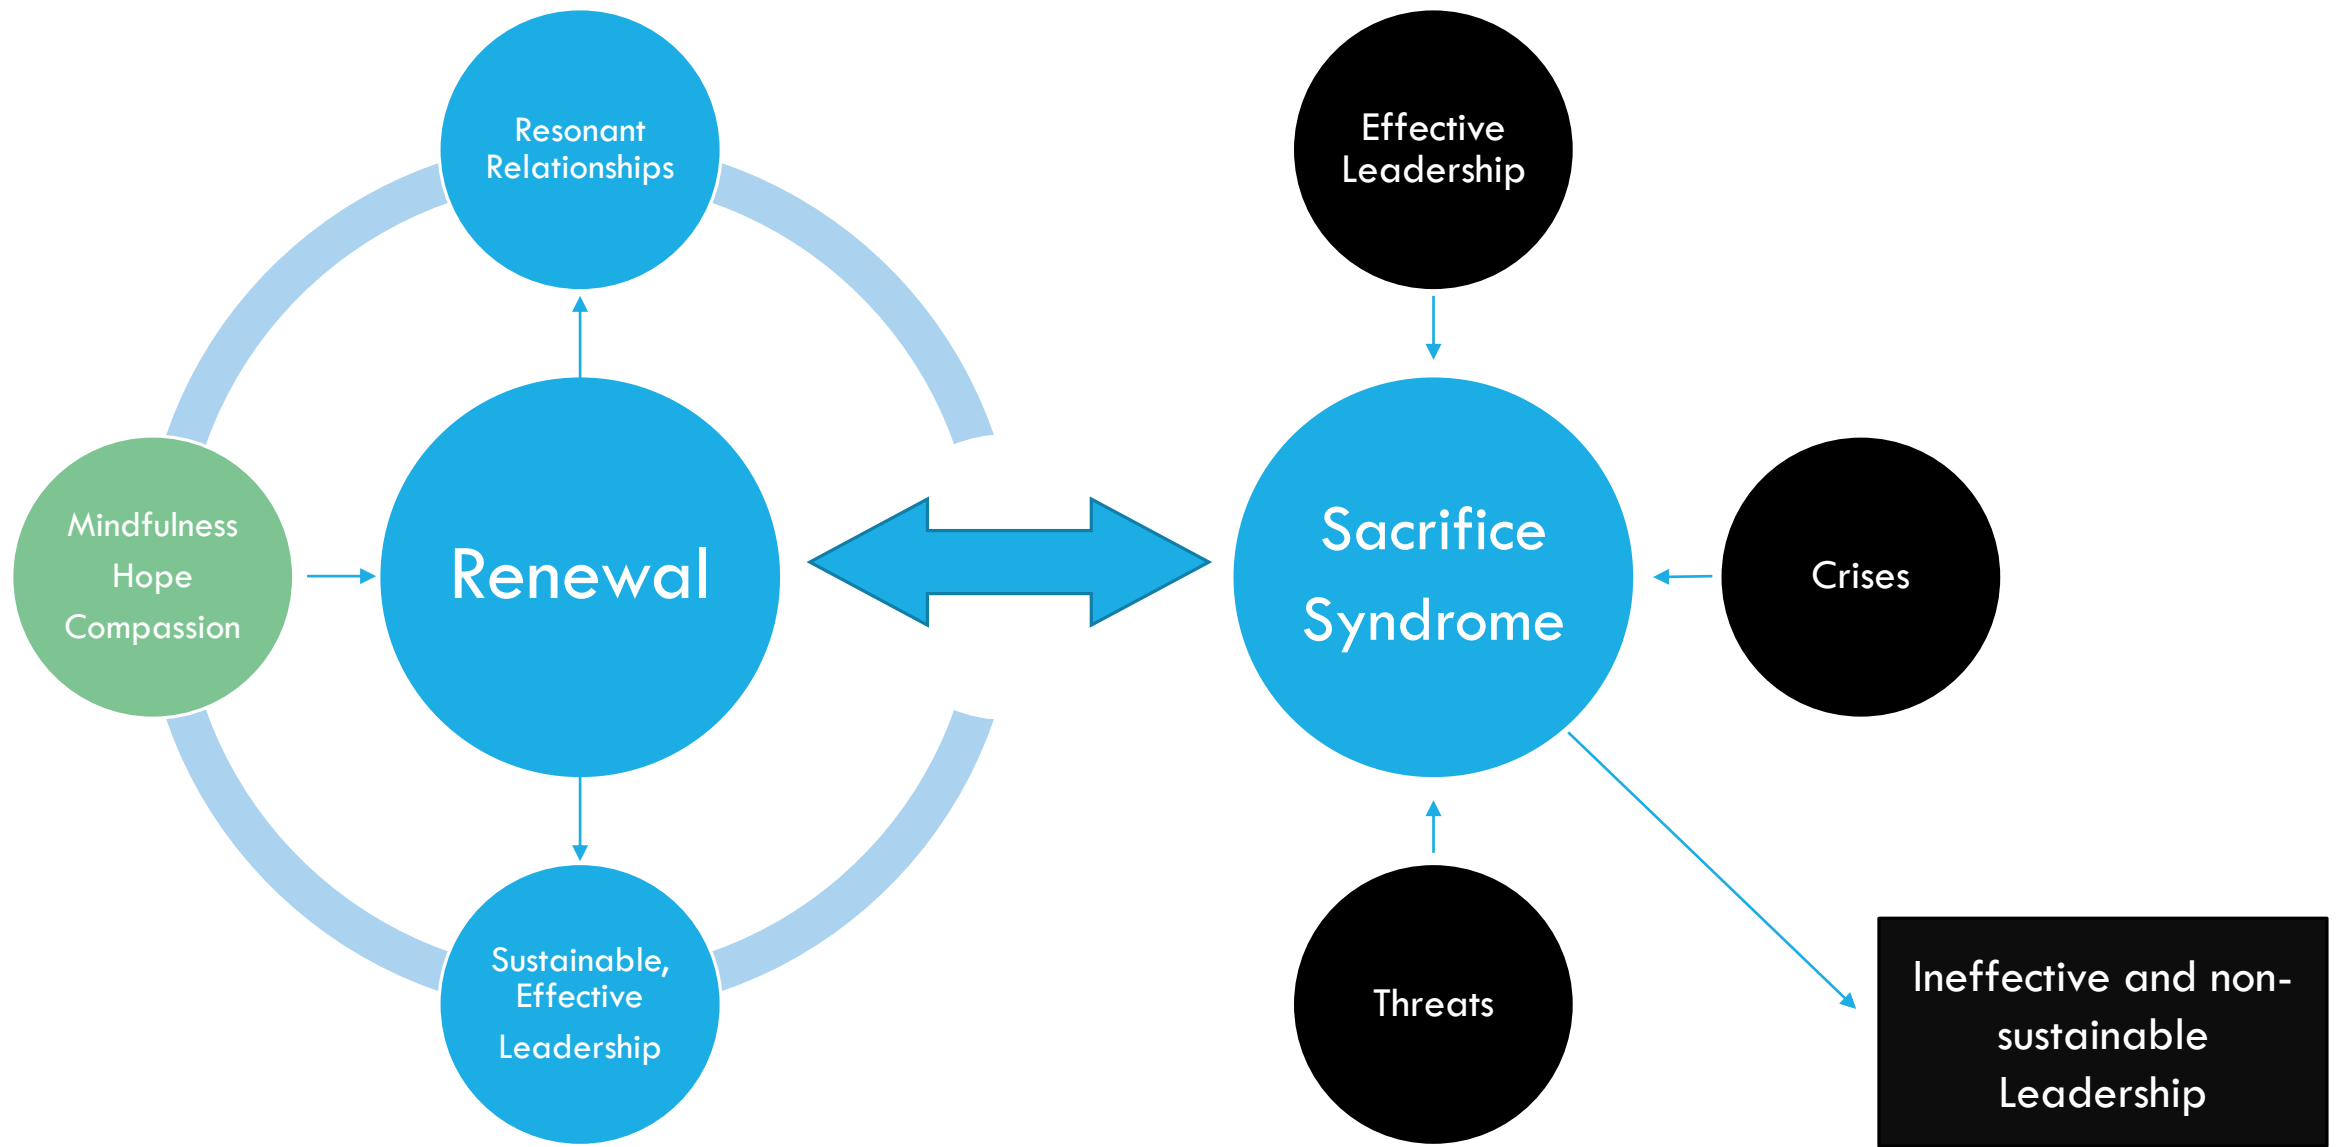 Resonant
Relationships
Effective
Leadership
Mindfulness
Hope
Compassion
Renewal
Sacrifice
Syndrome
Crises
Sustainable,
Effective
Leadership
Threats
Ineffective and non-
sustainable
Leadership